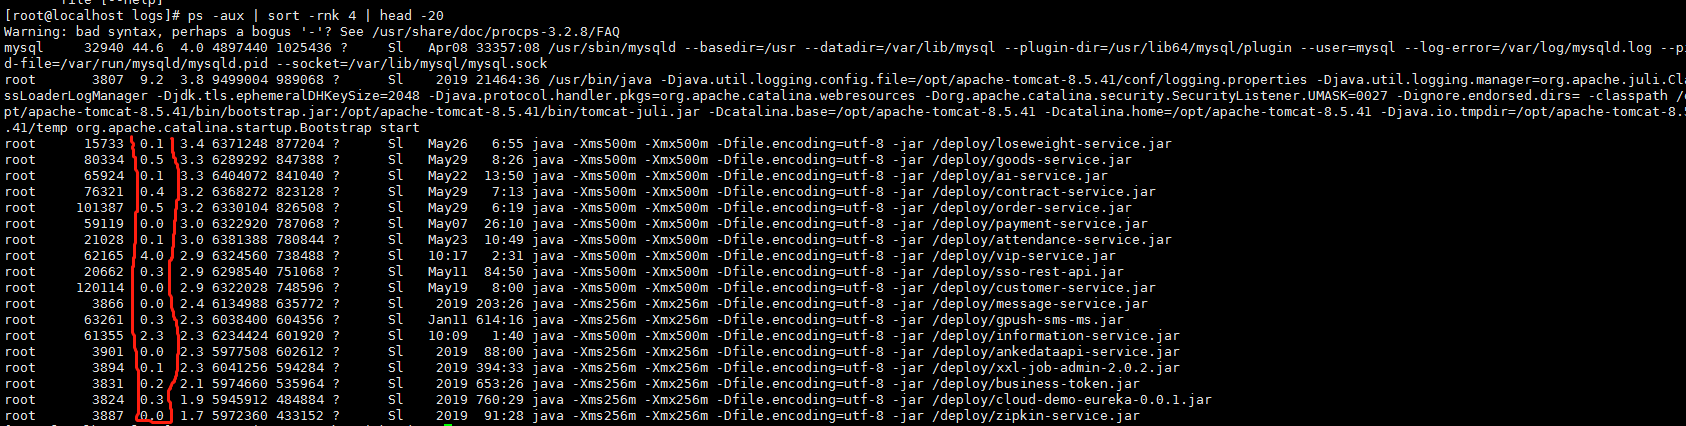 [root@localhost logs]# ps -aux | sort -rnk 4 | head -20
Warning: bad syntax, perhaps a bogus '-'? See /usr/share/doc/procps-3.2.8/FAQ
mysql     32940 44.6  4.0 4897440 1025436 ?     Sl   Apr08 33357:08 /usr/sbin/mysqld --basedir=/usr --datadir=/var/lib/mysql --plugin-dir=/usr/lib64/mysql/plugin --user=mysql --log-error=/var/log/mysqld.log --pi
d-file=/var/run/mysqld/mysqld.pid --socket=/var/lib/mysql/mysql.sock
root       3807  9.2  3.8 9499004 989068 ?      Sl    2019 21464:36 /usr/bin/java -Djava.util.logging.config.file=/opt/apache-tomcat-8.5.41/conf/logging.properties -Djava.util.logging.manager=org.apache.juli.Cla
ssLoaderLogManager -Djdk.tls.ephemeralDHKeySize=2048 -Djava.protocol.handler.pkgs=org.apache.catalina.webresources -Dorg.apache.catalina.security.SecurityListener.UMASK=0027 -Dignore.endorsed.dirs= -classpath /o
pt/apache-tomcat-8.5.41/bin/bootstrap.jar:/opt/apache-tomcat-8.5.41/bin/tomcat-juli.jar -Dcatalina.base=/opt/apache-tomcat-8.5.41 -Dcatalina.home=/opt/apache-tomcat-8.5.41 -Djava.io.tmpdir=/opt/apache-tomcat-8.5
.41/temp org.apache.catalina.startup.Bootstrap start
root      15733  0.1  3.4 6371248 877204 ?      Sl   May26   6:55 java -Xms500m -Xmx500m -Dfile.encoding=utf-8 -jar /deploy/loseweight-service.jar
root      80334  0.5  3.3 6289292 847388 ?      Sl   May29   8:26 java -Xms500m -Xmx500m -Dfile.encoding=utf-8 -jar /deploy/goods-service.jar
root      65924  0.1  3.3 6404072 841040 ?      Sl   May22  13:50 java -Xms500m -Xmx500m -Dfile.encoding=utf-8 -jar /deploy/ai-service.jar
root      76321  0.4  3.2 6368272 823128 ?      Sl   May29   7:13 java -Xms500m -Xmx500m -Dfile.encoding=utf-8 -jar /deploy/contract-service.jar
root     101387  0.5  3.2 6330104 826508 ?      Sl   May29   6:19 java -Xms500m -Xmx500m -Dfile.encoding=utf-8 -jar /deploy/order-service.jar
root      59119  0.0  3.0 6322920 787068 ?      Sl   May07  26:10 java -Xms500m -Xmx500m -Dfile.encoding=utf-8 -jar /deploy/payment-service.jar
root      21028  0.1  3.0 6381388 780844 ?      Sl   May23  10:49 java -Xms500m -Xmx500m -Dfile.encoding=utf-8 -jar /deploy/attendance-service.jar
root      62165  4.0  2.9 6324560 738488 ?      Sl   10:17   2:31 java -Xms500m -Xmx500m -Dfile.encoding=utf-8 -jar /deploy/vip-service.jar
root      20662  0.3  2.9 6298540 751068 ?      Sl   May11  84:50 java -Xms500m -Xmx500m -Dfile.encoding=utf-8 -jar /deploy/sso-rest-api.jar
root     120114  0.0  2.9 6322028 748596 ?      Sl   May19   8:00 java -Xms500m -Xmx500m -Dfile.encoding=utf-8 -jar /deploy/customer-service.jar
root       3866  0.0  2.4 6134988 635772 ?      Sl    2019 203:26 java -Xms256m -Xmx256m -Dfile.encoding=utf-8 -jar /deploy/message-service.jar
root      63261  0.3  2.3 6038400 604356 ?      Sl   Jan11 614:16 java -Xms256m -Xmx256m -Dfile.encoding=utf-8 -jar /deploy/gpush-sms-ms.jar
root      61355  2.3  2.3 6234424 601920 ?      Sl   10:09   1:40 java -Xms256m -Xmx256m -Dfile.encoding=utf-8 -jar /deploy/information-service.jar
root       3901  0.0  2.3 5977508 602612 ?      Sl    2019  88:00 java -Xms256m -Xmx256m -Dfile.encoding=utf-8 -jar /deploy/ankedataapi-service.jar
root       3894  0.1  2.3 6041256 594284 ?      Sl    2019 394:33 java -Xms256m -Xmx256m -Dfile.encoding=utf-8 -jar /deploy/xxl-job-admin-2.0.2.jar
root       3831  0.2  2.1 5974660 535964 ?      Sl    2019 653:26 java -Xms256m -Xmx256m -Dfile.encoding=utf-8 -jar /deploy/business-token.jar
root       3824  0.3  1.9 5945912 484884 ?      Sl    2019 760:29 java -Xms256m -Xmx256m -Dfile.encoding=utf-8 -jar /deploy/cloud-demo-eureka-0.0.1.jar
root       3887  0.0  1.7 5972360 433152 ?      Sl    2019  91:28 java -Xms256m -Xmx256m -Dfile.encoding=utf-8 -jar /deploy/zipkin-service.jar